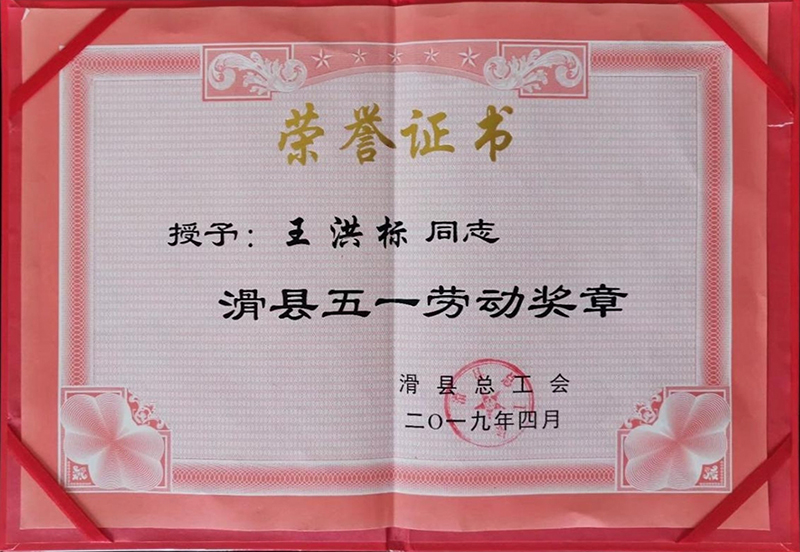 荣誉证书
授予：王洪标同志
滑县五一劳动奖章
滑县总工会
二〇一九年四月